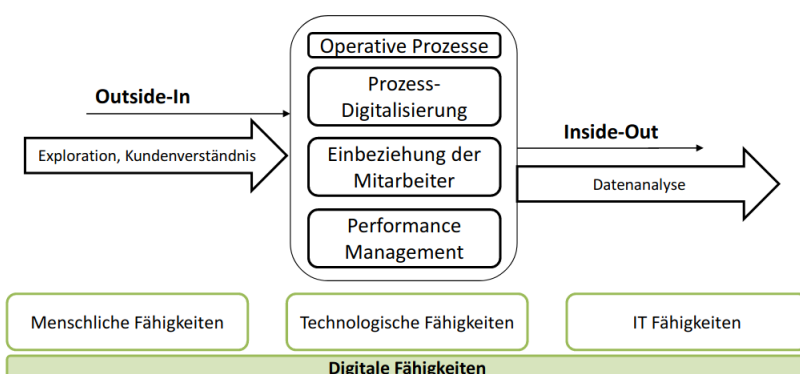 Operative Prozesse
Outside-In
Exploration, Kundenverständnis
Prozess-
Digitalisierung
Einbeziehung der
Mitarbeiter
Performance
Management
Inside-Out
Datenanalyse
Menschliche Fähigkeiten
Technologische Fähigkeiten
IT Fähigkeiten
Digitale Fähigkeiten